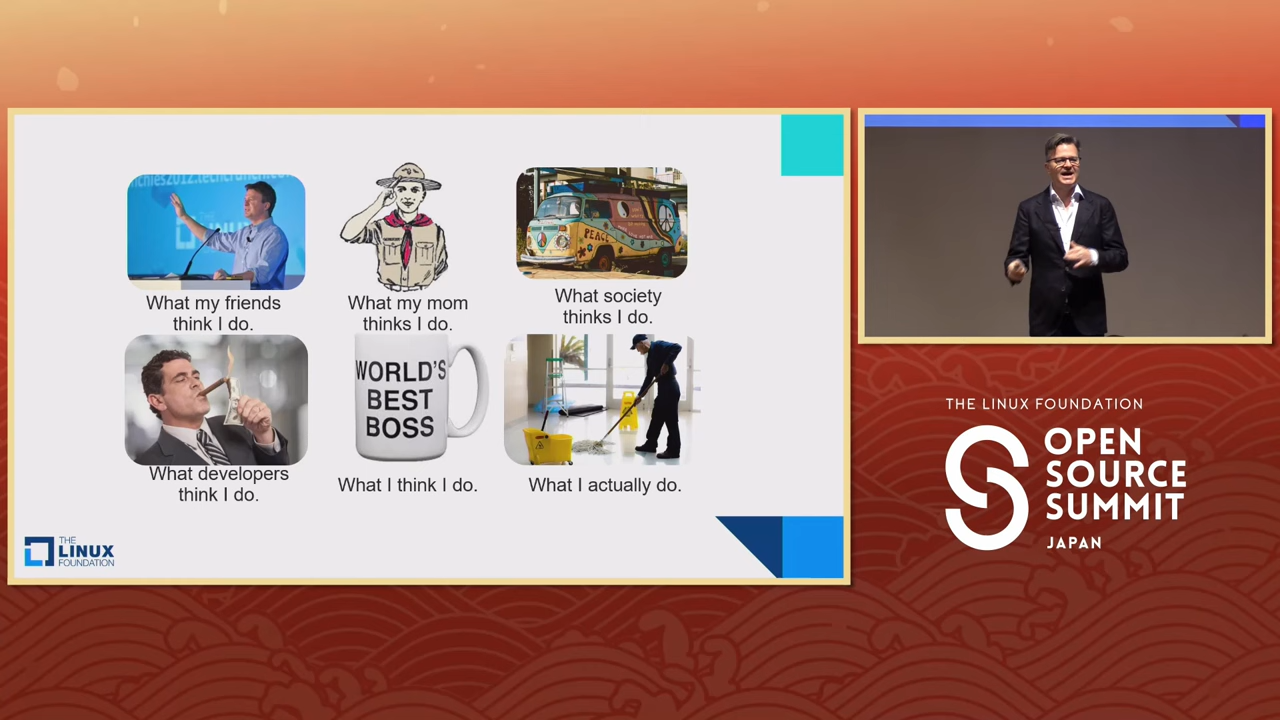 What my friends
think I do.
What my mom
thinks I do.
What society
thinks I do.
PEACE
WORLD'S
BEST
BOSS
What developers
think I do.
What I think I do.
What I actually do.
THE
LINUX
FOUNDATION
THE LINUX FOUNDATION
OPEN
SOURCE
SUMMIT
JAPAN